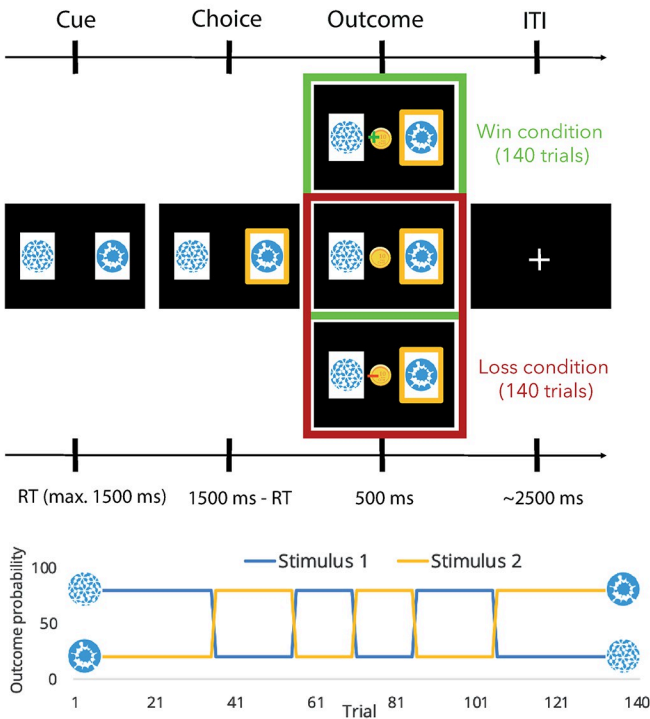 Cue
Choice
Outcome
ITI
Win condition
(140 trials)
Loss condition
(140 trials)
RT (max. 1500 ms)
1500 ms - RT
500 ms
~2500 ms
Stimulus 1
Stimulus 2
Outcome probability
100
50
0
1
21
41
61
81
101
121
140
Trial